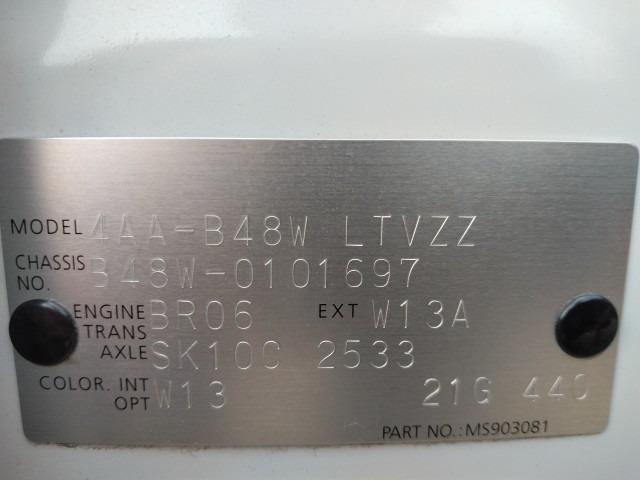 MODEL 4AA-B48W LTVZZ
CHASSIS NO. B48W-0101697
ENGINE BR06 EXT W13A
TRANS AXLE SK10C 2533
COLOR. INT W13
OPT 21G 440
PART NO.: MS903081